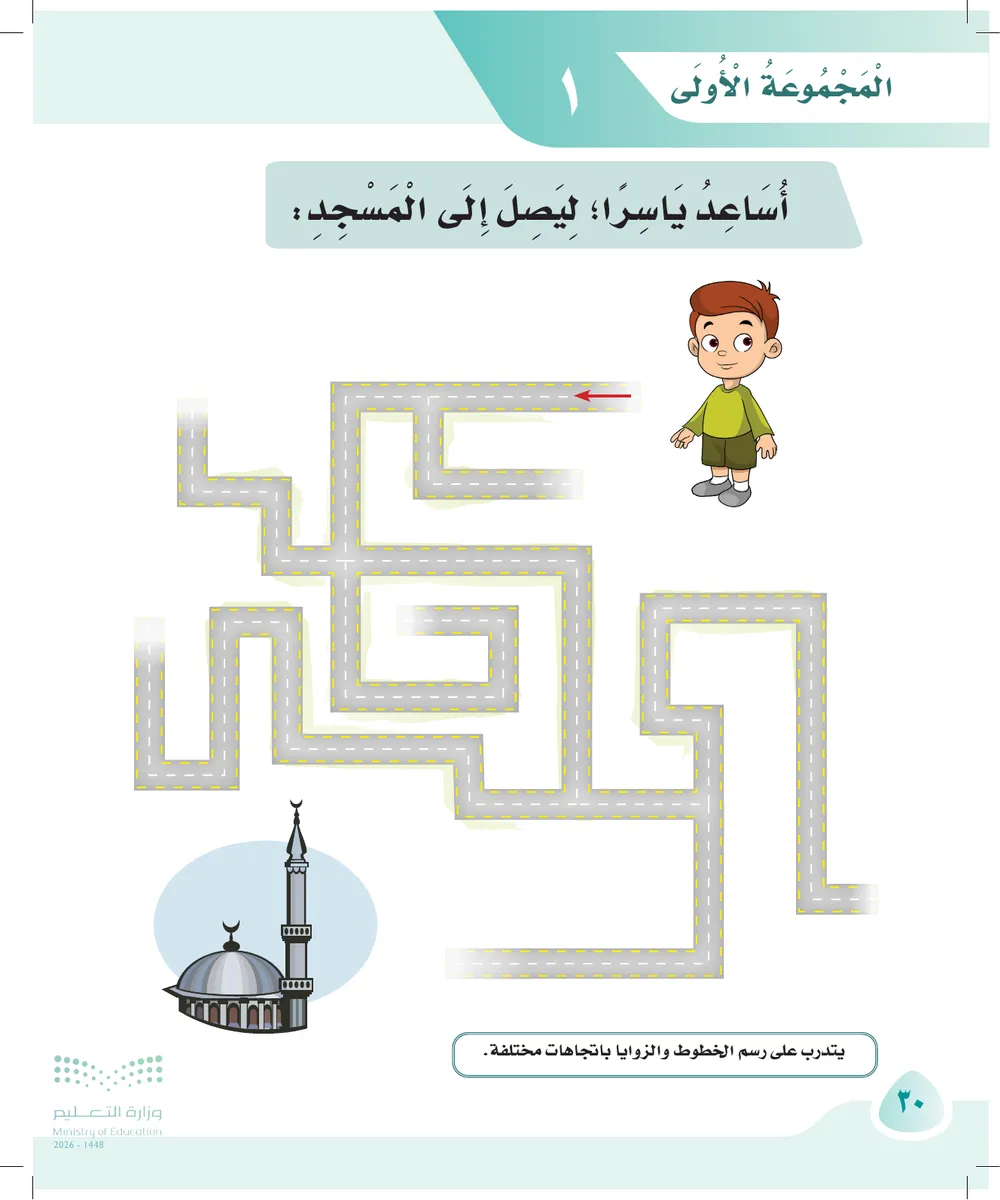 الْمَجْمُوعَةُ الْأُولَى
١
أُسَاعِدُ يَاسِرًا؛ لِيَصِلَ إِلَى الْمَسْجِدِ:
يتدرب على رسم الخطوط والزوايا باتجاهات مختلفة.
٣٠
وزارة التعليم
Ministry of Education
2026 - 1448